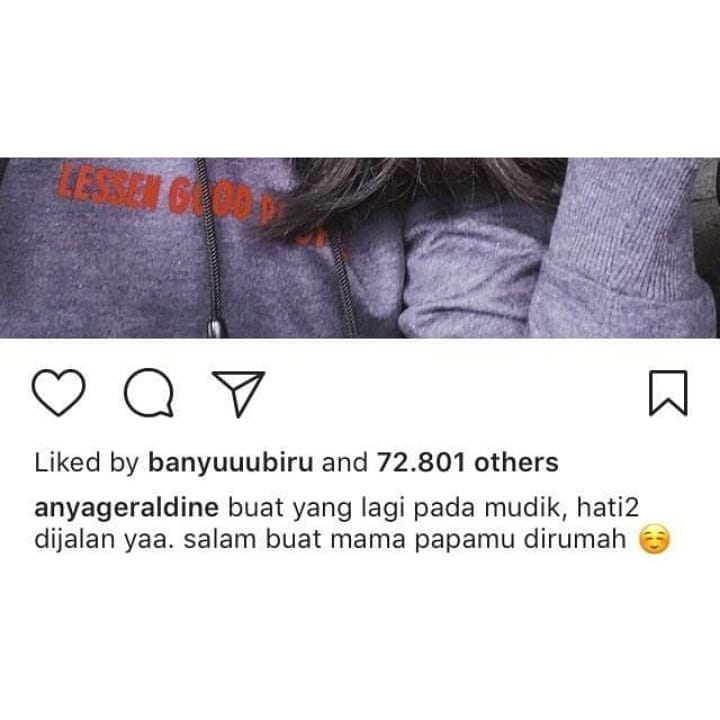 LESSEN GOOD
Liked by banyuuubiru and 72.801 others
anyageraldine buat yang lagi pada mudik, hati2
dijalan yaa. salam buat mama papamu dirumah ☺️